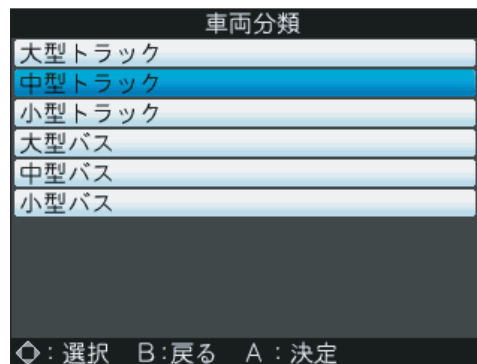 車両分類
大型トラック
中型トラック
小型トラック
大型バス
中型バス
小型バス
◇：選択 B：戻る A：決定